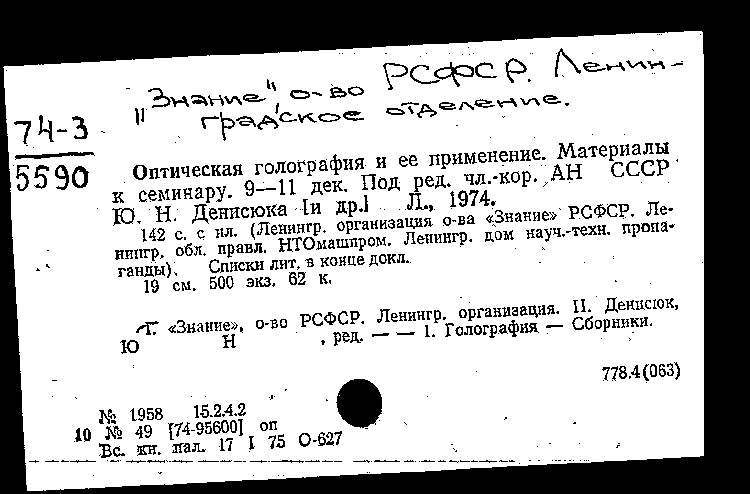 "Знание" о-во РСФСР. Ленин-
градское отделение.
74-3
5590
Оптическая голография и ее применение. Материалы
к семинару. 9—11 дек. Под ред. чл.-кор. АН СССР
Ю. Н. Денисюка [и др.] Л., 1974.
142 с. с ил. (Ленингр. организация о-ва «Знание» РСФСР. Ле-
нингр. обл. правл. НТОмашпром. Ленингр. дом науч.-техн. пропа-
ганды). Списки лит. в конце докл.
19 см. 500 экз. 62 к.
I. «Знание», о-во РСФСР. Ленингр. организация. II. Денисюк,
Ю Н , ред. — — 1. Голография — Сборники.
778.4(063)
№ 1958 15.2.4.2
10 № 49 [74-95600] оп
Вс. кн. пал. 17 I 75 О-627